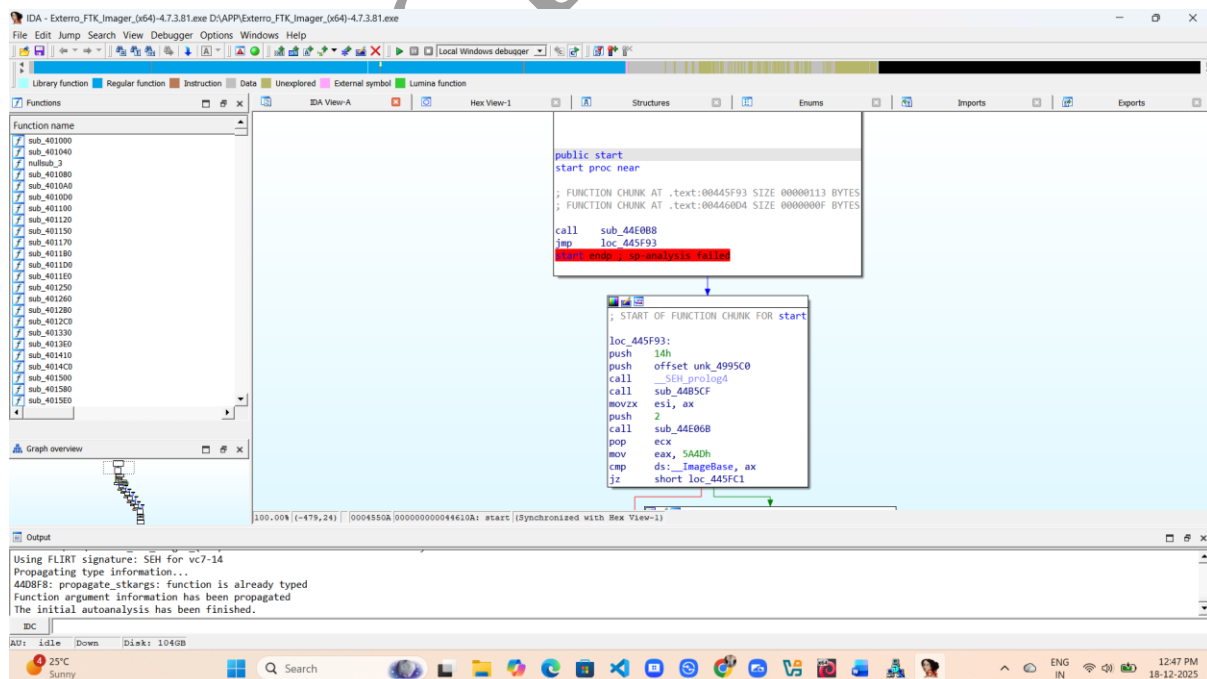 IDA - Exterro_FTK_Imager_(x64)-4.7.3.81.exe D:\APP\Exterro_FTK_Imager_(x64)-4.7.3.81.exe
File Edit Jump Search View Debugger Options Windows Help
Local Windows debugger
Library function Regular function Instruction Data Unexplored External symbol Lumina function
Functions
IDA View-A Hex View-1 Structures Enums Imports Exports
Function name
sub_401000
sub_401040
nullsub_3
sub_401080
sub_4010A0
sub_4010D0
sub_401100
sub_401120
sub_401150
sub_401170
sub_4011B0
sub_4011D0
sub_4011E0
sub_401250
sub_401260
sub_4012B0
sub_4012C0
sub_401330
sub_4013E0
sub_401410
sub_4014C0
sub_401500
sub_401580
sub_4015E0
Graph overview
public start
start proc near
; FUNCTION CHUNK AT .text:00445F93 SIZE 00000113 BYTES
; FUNCTION CHUNK AT .text:004460D4 SIZE 0000000F BYTES
call sub_44E0B8
jmp loc_445F93
start endp ; sp-analysis failed
; START OF FUNCTION CHUNK FOR start
loc_445F93:
push 14h
push offset unk_4995C0
call __SEH_prolog4
call sub_44B5CF
movzx esi, ax
push 2
call sub_44E06B
pop ecx
mov eax, 5A4Dh
cmp ds:__ImageBase, ax
jz short loc_445FC1
100.00% (-479,24) 0004550A 000000000044610A: start (Synchronized with Hex View-1)
Output
Using FLIRT signature: SEH for vc7-14
Propagating type information...
44D8F8: propagate_stkargs: function is already typed
Function argument information has been propagated
The initial autoanalysis has been finished.
IDC
AU: idle Down Disk: 104GB
4
25°C
Sunny
Search
ENG
IN
12:47 PM
18-12-2025